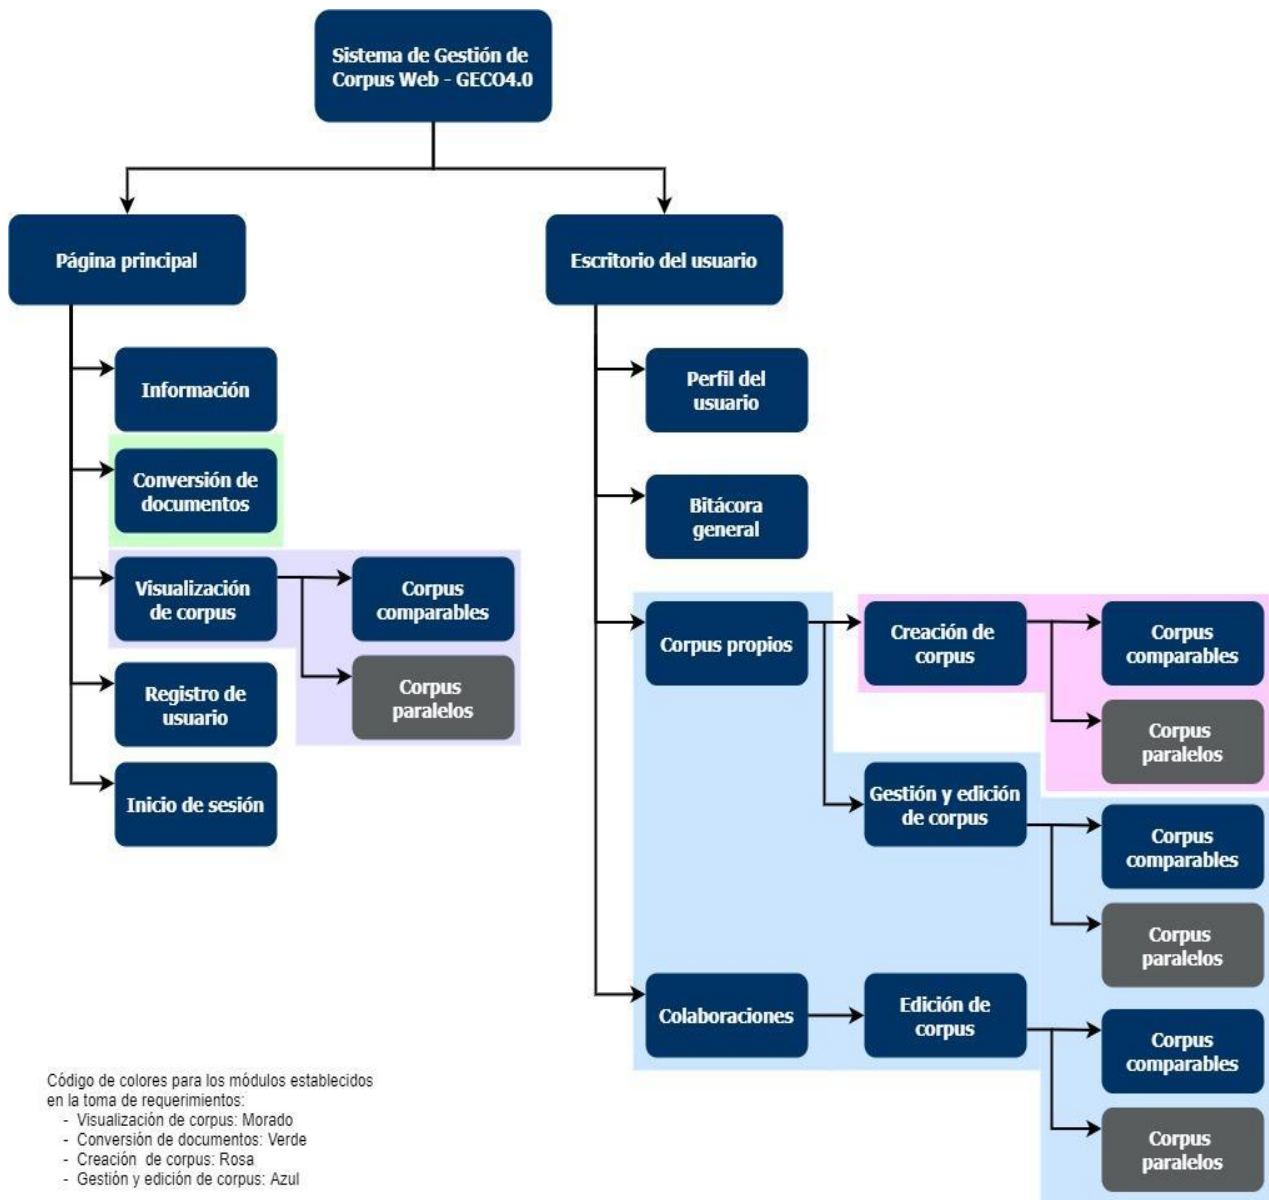 Sistema de Gestión de
Corpus Web - GECO4.0
Página principal
Información
Conversión de
documentos
Visualización
de corpus
Corpus
comparables
Corpus
paralelos
Registro de
usuario
Inicio de sesión
Escritorio del usuario
Perfil del
usuario
Bitácora
general
Corpus propios
Creación de
corpus
Corpus
comparables
Corpus
paralelos
Gestión y edición
de corpus
Corpus
comparables
Corpus
paralelos
Colaboraciones
Edición de
corpus
Corpus
comparables
Corpus
paralelos
Código de colores para los módulos establecidos
en la toma de requerimientos:
- Visualización de corpus: Morado
- Conversión de documentos: Verde
- Creación de corpus: Rosa
- Gestión y edición de corpus: Azul